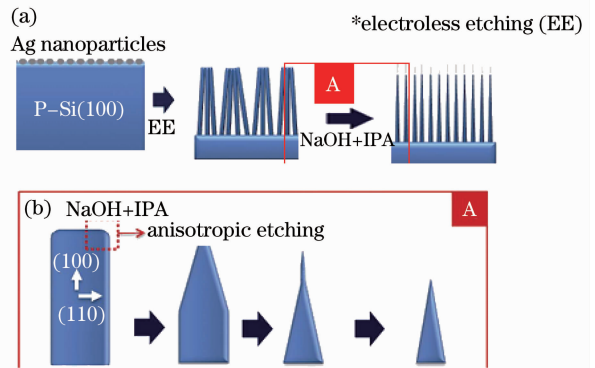 (a)
*electroless etching (EE)
Ag nanoparticles
P-Si(100)
EE
A
NaOH+IPA
(b)
NaOH+IPA
A
anisotropic etching
(100)
(110)